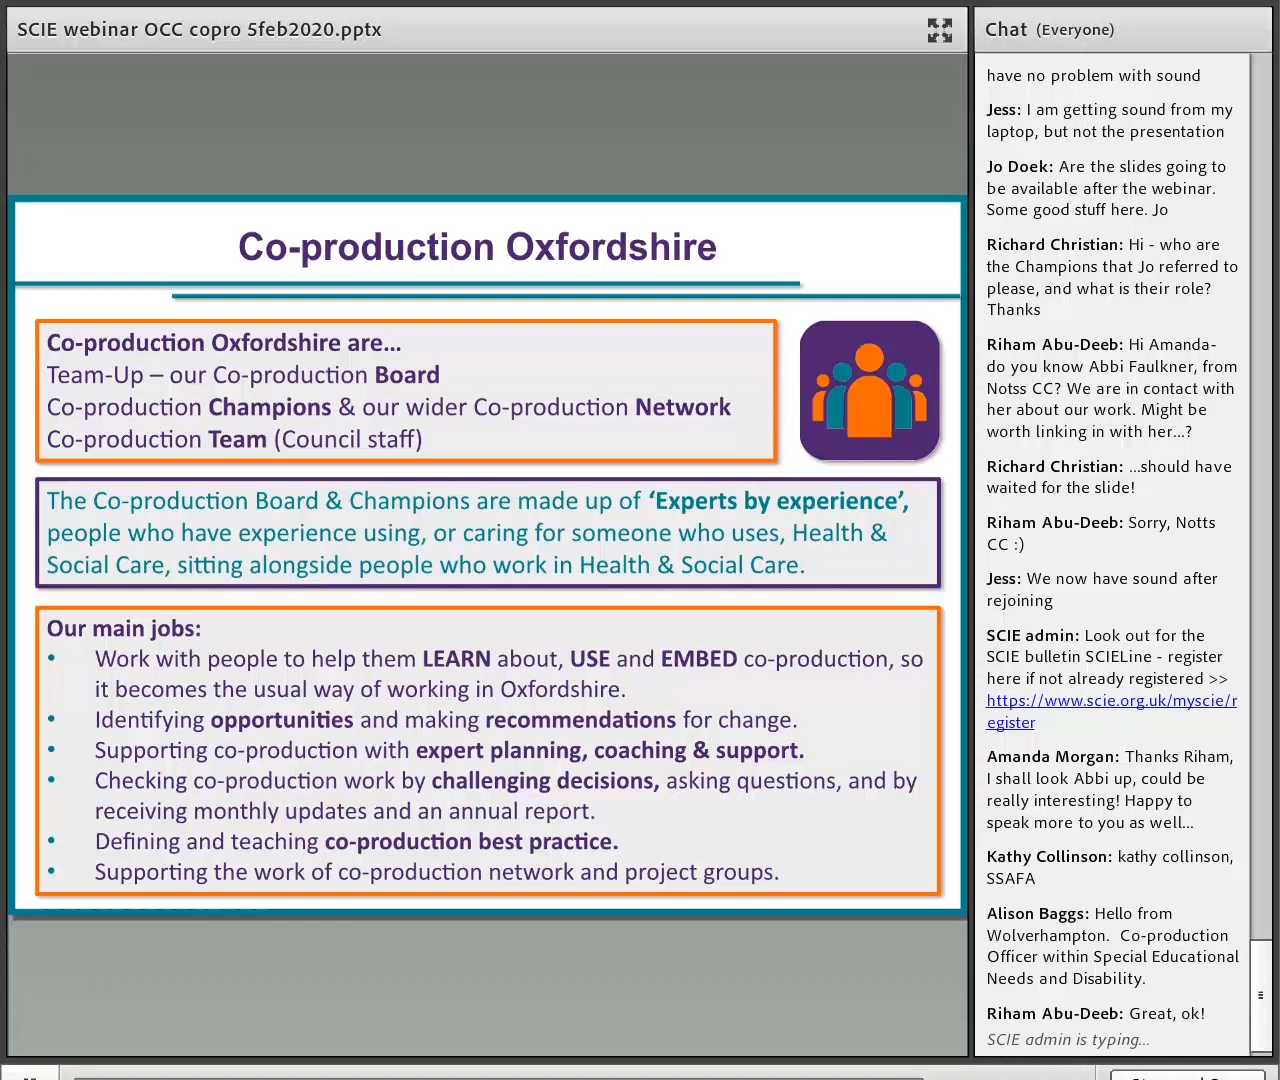 SCIE webinar OCC copro 5feb2020.pptx
Co-production Oxfordshire
Co-production Oxfordshire are...
Team-Up – our Co-production Board
Co-production Champions & our wider Co-production Network
Co-production Team (Council staff)
The Co-production Board & Champions are made up of ‘Experts by experience’,
people who have experience using, or caring for someone who uses, Health &
Social Care, sitting alongside people who work in Health & Social Care.
Our main jobs:
• Work with people to help them LEARN about, USE and EMBED co-production, so
it becomes the usual way of working in Oxfordshire.
• Identifying opportunities and making recommendations for change.
• Supporting co-production with expert planning, coaching & support.
• Checking co-production work by challenging decisions, asking questions, and by
receiving monthly updates and an annual report.
• Defining and teaching co-production best practice.
• Supporting the work of co-production network and project groups.
Chat (Everyone)
have no problem with sound
Jess: I am getting sound from my
laptop, but not the presentation
Jo Doek: Are the slides going to
be available after the webinar.
Some good stuff here. Jo
Richard Christian: Hi - who are
the Champions that Jo referred to
please, and what is their role?
Thanks
Riham Abu-Deeb: Hi Amanda-
do you know Abbi Faulkner, from
Notss CC? We are in contact with
her about our work. Might be
worth linking in with her...?
Richard Christian: ...should have
waited for the slide!
Riham Abu-Deeb: Sorry, Notts
CC :)
Jess: We now have sound after
rejoining
SCIE admin: Look out for the
SCIE bulletin SCIELine - register
here if not already registered >>
https://www.scie.org.uk/myscie/r
egister
Amanda Morgan: Thanks Riham,
I shall look Abbi up, could be
really interesting! Happy to
speak more to you as well...
Kathy Collinson: kathy collinson,
SSAFA
Alison Baggs: Hello from
Wolverhampton. Co-production
Officer within Special Educational
Needs and Disability.
Riham Abu-Deeb: Great, ok!
SCIE admin is typing...